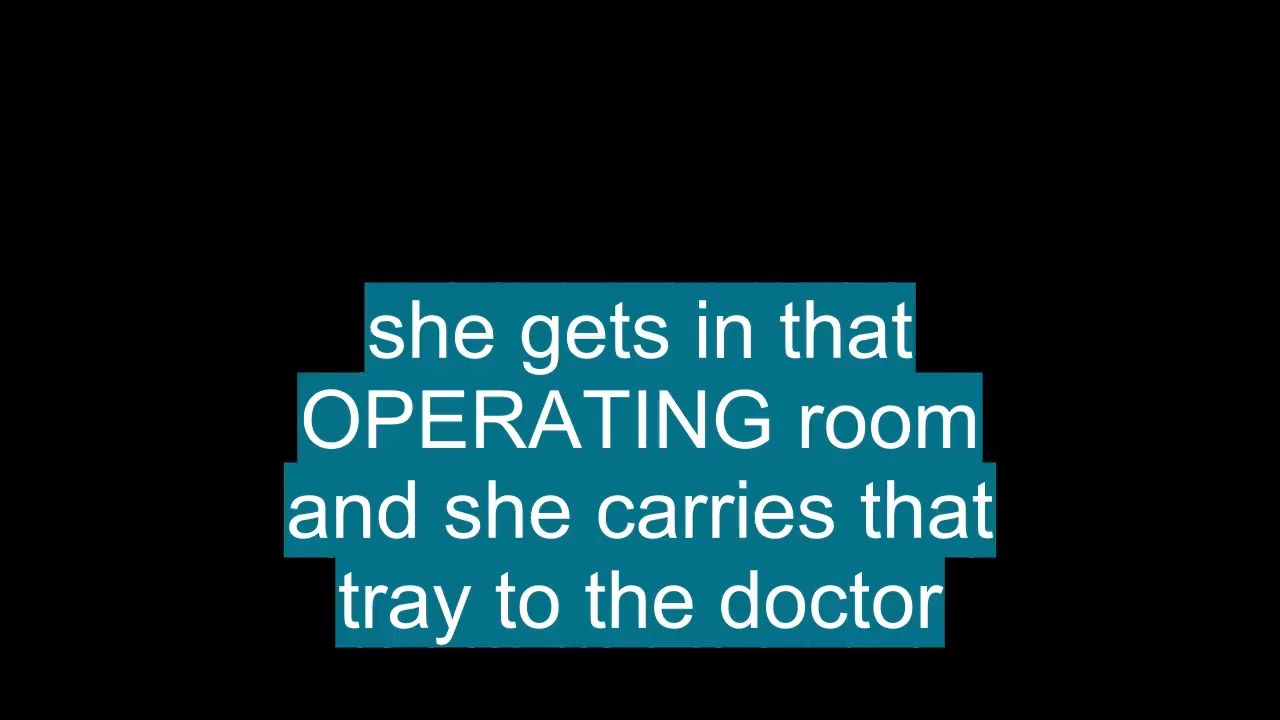 she gets in that
OPERATING room
and she carries that
tray to the doctor